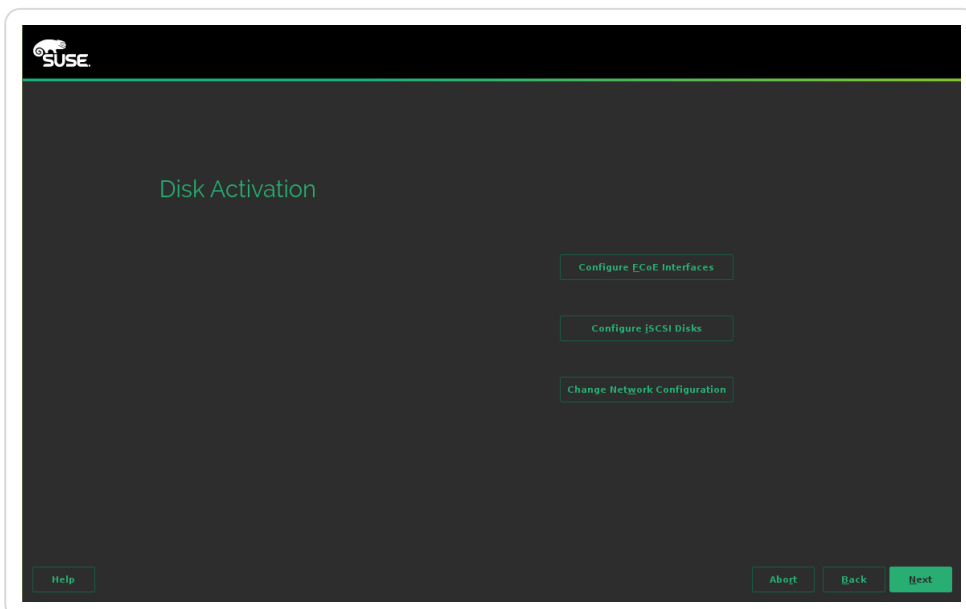 SUSE.
Disk Activation
Configure FCoE Interfaces
Configure iSCSI Disks
Change Network Configuration
Help
Abort
Back
Next